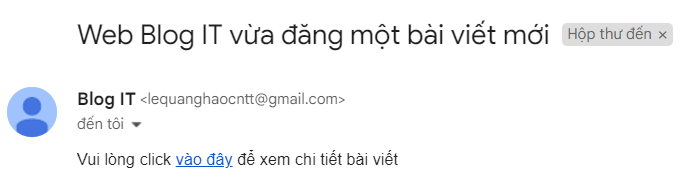 Web Blog IT vừa đăng một bài viết mới Hộp thư đến ×
Blog IT <lequanghaocntt@gmail.com>
đến tôi
Vui lòng click vào đây để xem chi tiết bài viết